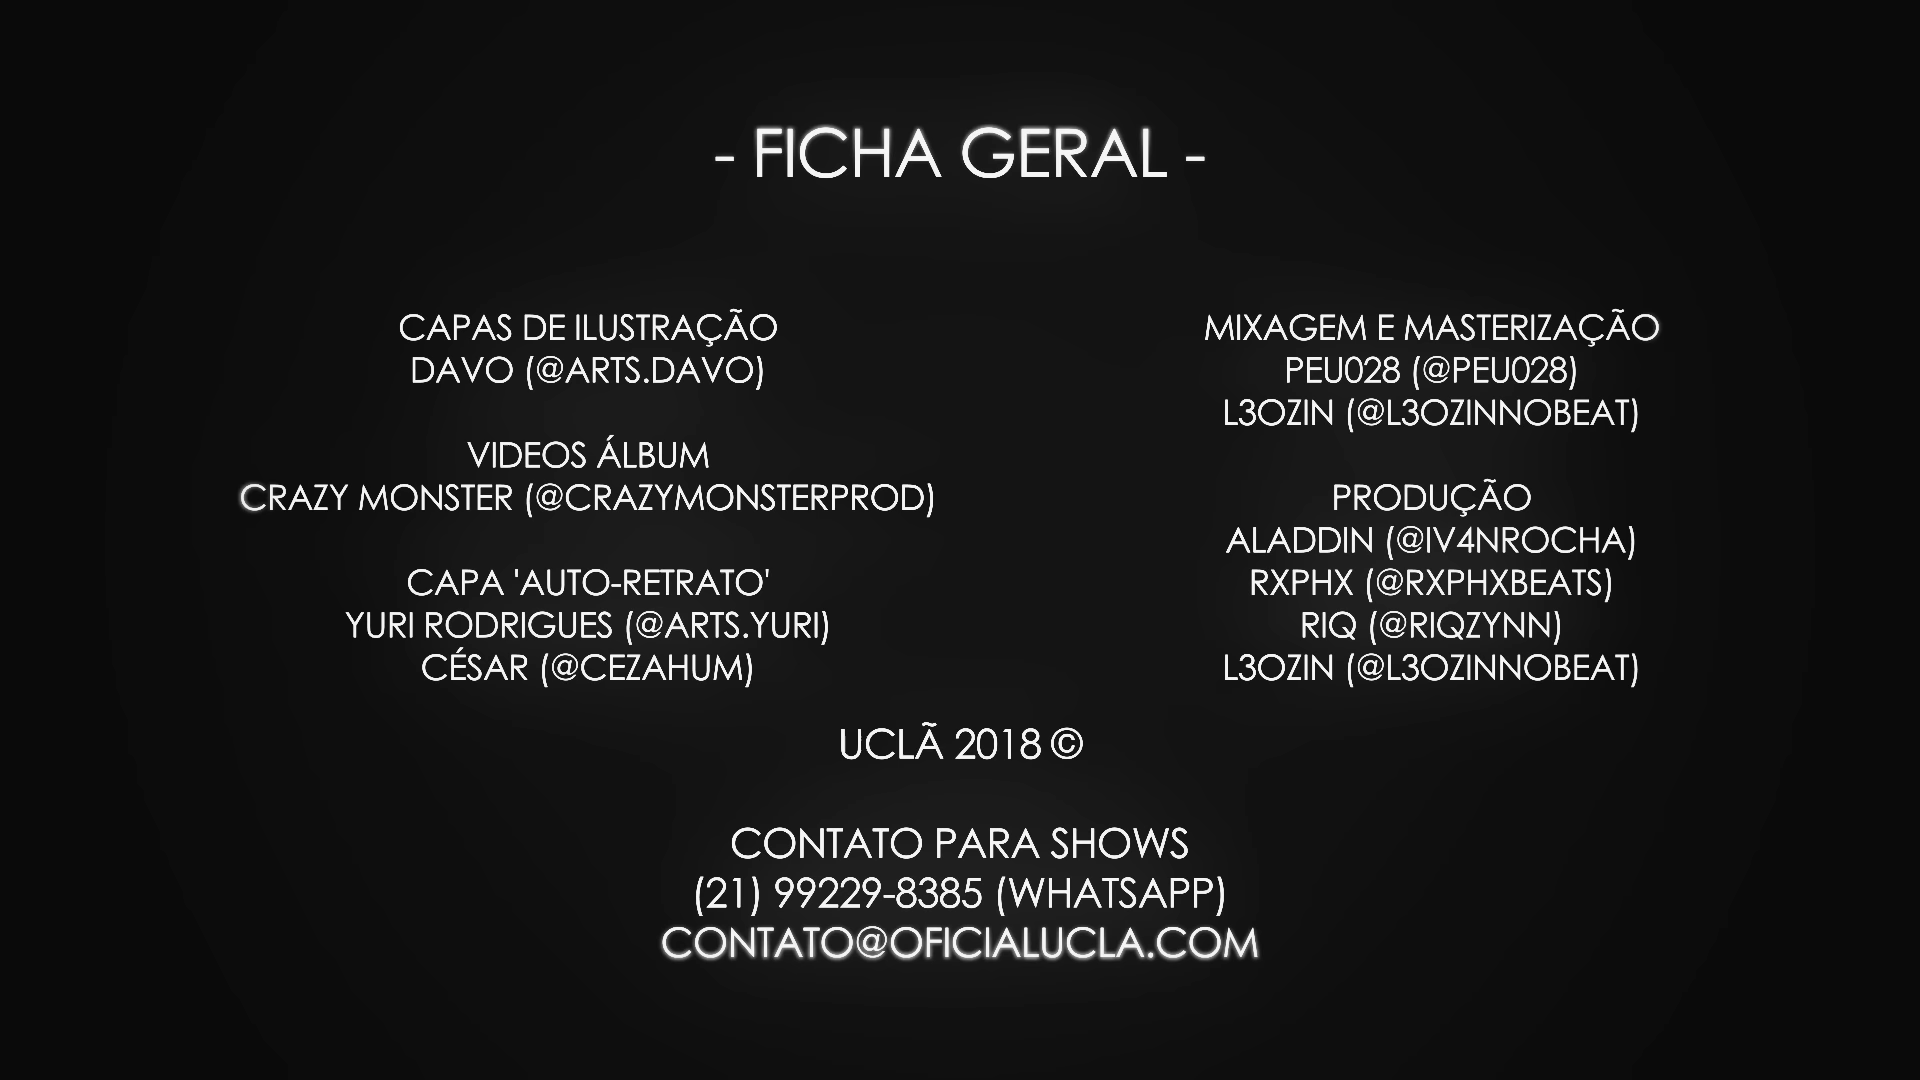 - FICHA GERAL -
CAPAS DE ILUSTRAÇÃO
DAVO (@ARTS.DAVO)
VIDEOS ÁLBUM
CRAZY MONSTER (@CRAZYMONSTERPROD)
CAPA 'AUTO-RETRATO'
YURI RODRIGUES (@ARTS.YURI)
CÉSAR (@CEZAHUM)
MIXAGEM E MASTERIZAÇÃO
PEU028 (@PEU028)
L3OZIN (@L3OZINNOBEAT)
PRODUÇÃO
ALADDIN (@IV4NROCHA)
RXPHX (@RXPHXBEATS)
RIQ (@RIQZYNN)
L3OZIN (@L3OZINNOBEAT)
UCLÃ 2018 ©
CONTATO PARA SHOWS
(21) 99229-8385 (WHATSAPP)
CONTATO@OFICIALUCLA.COM